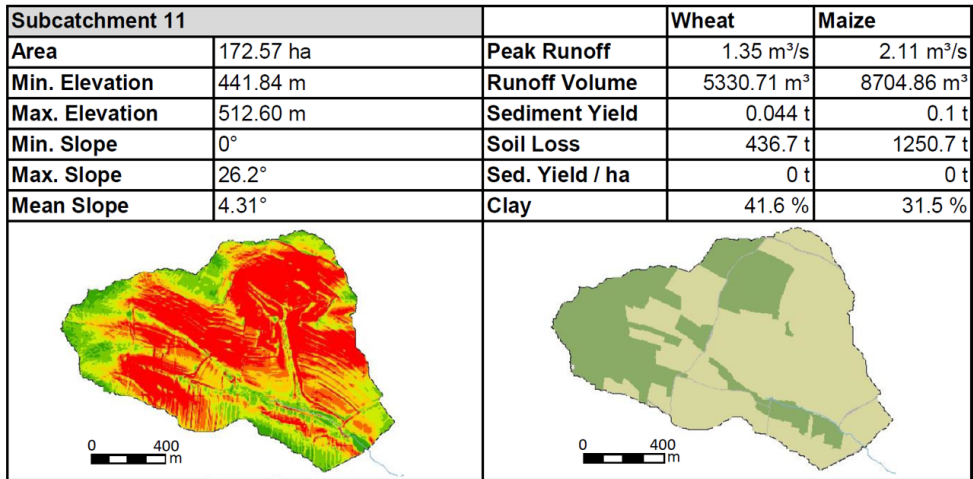 Subcatchment 11 Wheat Maize
Area 172.57 ha Peak Runoff 1.35 m³/s 2.11 m³/s
Min. Elevation 441.84 m Runoff Volume 5330.71 m³ 8704.86 m³
Max. Elevation 512.60 m Sediment Yield 0.044 t 0.1 t
Min. Slope 0° Soil Loss 436.7 t 1250.7 t
Max. Slope 26.2° Sed. Yield / ha 0 t 0 t
Mean Slope 4.31° Clay 41.6 % 31.5 %
0 400 0 400
m m